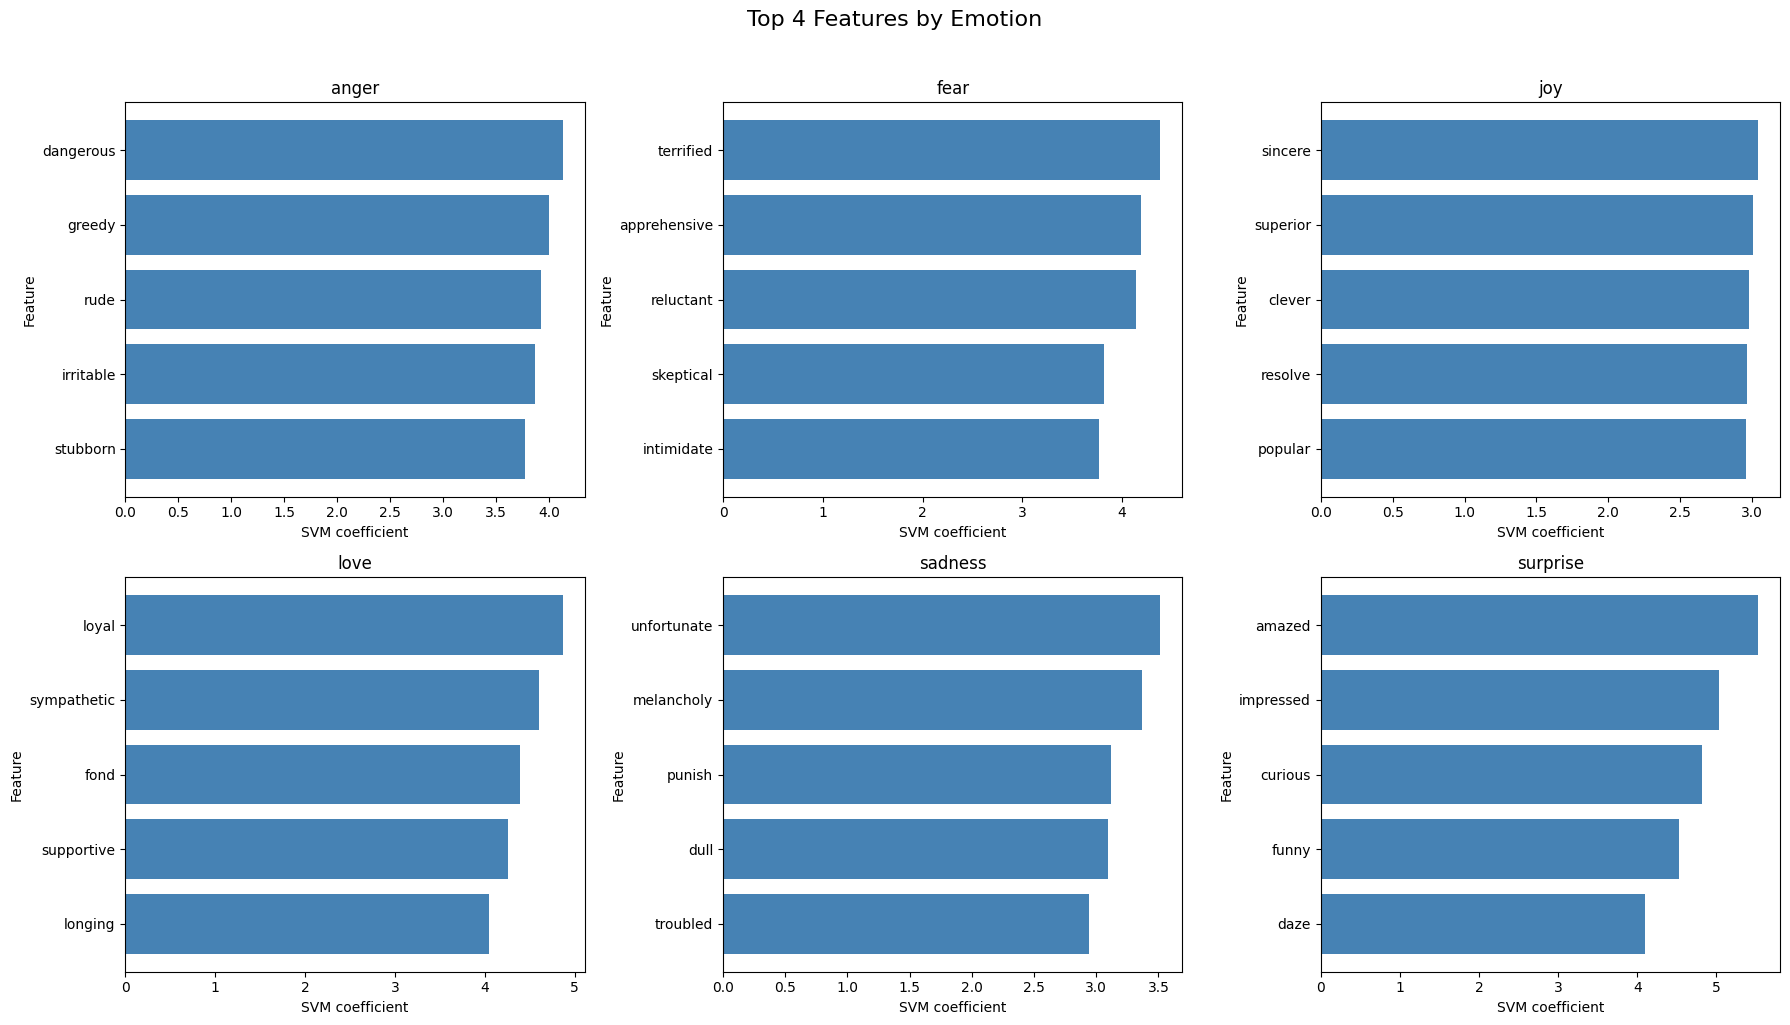 Top 4 Features by Emotion
anger
Feature
dangerous
greedy
rude
irritable
stubborn
0.0 0.5 1.0 1.5 2.0 2.5 3.0 3.5 4.0
SVM coefficient
fear
Feature
terrified
apprehensive
reluctant
skeptical
intimidate
0 1 2 3 4
SVM coefficient
joy
Feature
sincere
superior
clever
resolve
popular
0.0 0.5 1.0 1.5 2.0 2.5 3.0
SVM coefficient
love
Feature
loyal
sympathetic
fond
supportive
longing
0 1 2 3 4 5
SVM coefficient
sadness
Feature
unfortunate
melancholy
punish
dull
troubled
0.0 0.5 1.0 1.5 2.0 2.5 3.0 3.5
SVM coefficient
surprise
Feature
amazed
impressed
curious
funny
daze
0 1 2 3 4 5
SVM coefficient